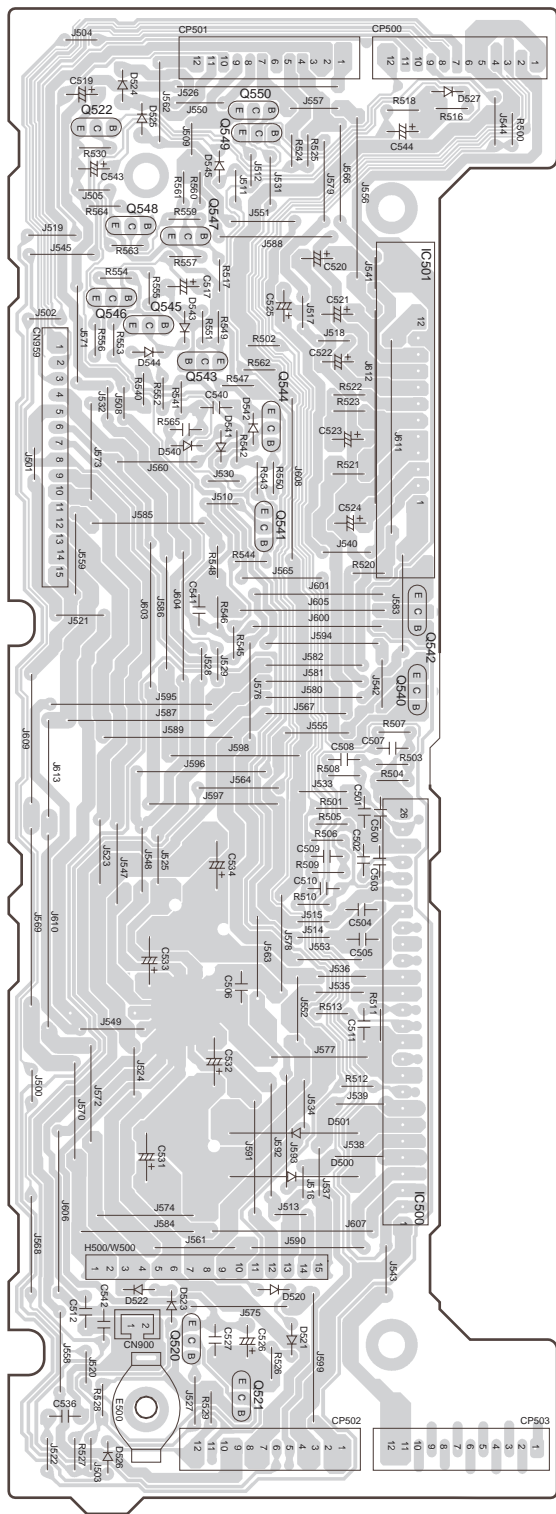 J504
CP501
12 11 10 9 8 7 6 5 4 3 2 1
CP500
12 11 10 9 8 7 6 5 4 3 2 1
C519
D524
J562
J526
J550
Q550
E C B
J557
D527
R518
R516
C544
J544
R500
Q522
E C B
D525
J509
Q549
E C B
D545
R524
R525
R530
C543
J512
J531
J579
J566
J556
J505
R564
R561
R560
J511
J551
Q548
E C B
R559
Q547
E C B
J519
J545
R563
J588
R557
R554
R555
C517
R517
C520
J541
IC501
12
1
J502
Q546
E C B
Q545
E C B
D543
C525
J517
C521
CN959
1 2 3 4 5 6 7 8 9 10 11 12 13 14 15
J571
R556
R553
D544
R551
R549
R502
J518
C522
J612
Q543
B C E
R562
R547
Q544
E C B
J532
J508
R540
R552
R541
C540
D542
R522
R523
R565
D541
D540
R542
C523
J611
J501
J573
J560
J530
R543
R550
J608
R521
J510
J585
Q541
E C B
C524
J559
R544
J540
R548
J565
R520
J603
J586
J604
C541
J601
J605
J600
J583
Q542
E C B
J521
R546
J594
R545
J528
J529
J576
J582
J581
J580
J542
Q540
E C B
J595
J587
J567
J609
J589
J555
R507
C507
J613
J598
C508
R503
J596
R508
R504
J564
J533
J597
R501
C501
C500
26
R505
J523
J547
J548
J525
R506
C502
C509
C503
C534
R509
C510
R510
J569
J610
J563
J578
J515
C504
J514
C505
J553
C533
J536
C506
J535
J552
R513
R511
C511
J549
J577
J500
J570
J572
J524
C532
R512
J534
J539
D501
J591
J592
J593
J538
C531
D500
J516
J537
IC500
1
J568
J606
J574
J513
J584
J607
J561
J590
H500/W500
1 2 3 4 5 6 7 8 9 10 11 12 13 14 15
J543
D522
D523
D520
C512
C542
J575
1 2
CN900
Q520
E C B
C527
C526
D521
J558
J520
R526
J599
R528
E500
Q521
E C B
C536
J527
R529
CP502
12 11 10 9 8 7 6 5 4 3 2 1
CP503
12 11 10 9 8 7 6 5 4 3 2 1
J522
R527
J503
D526